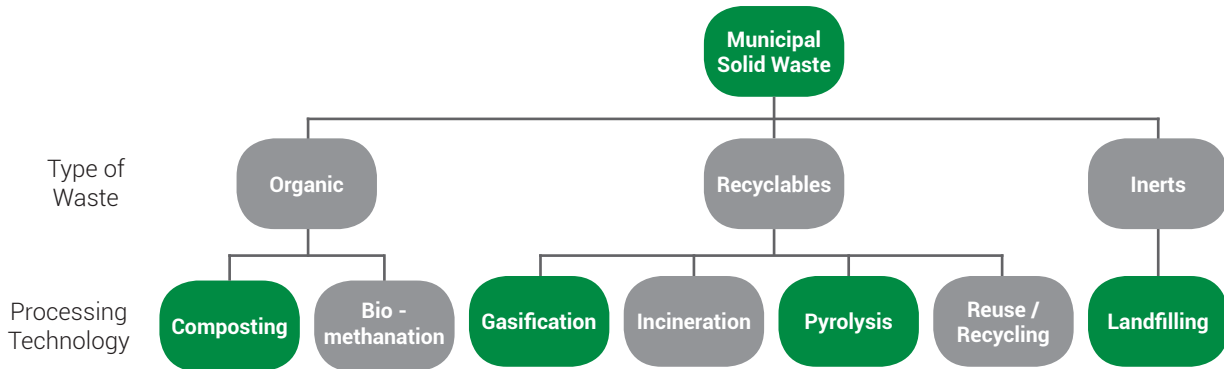 Municipal
Solid Waste
Type of
Waste
Organic
Recyclables
Inerts
Processing
Technology
Composting
Bio -
methanation
Gasification
Incineration
Pyrolysis
Reuse /
Recycling
Landfilling